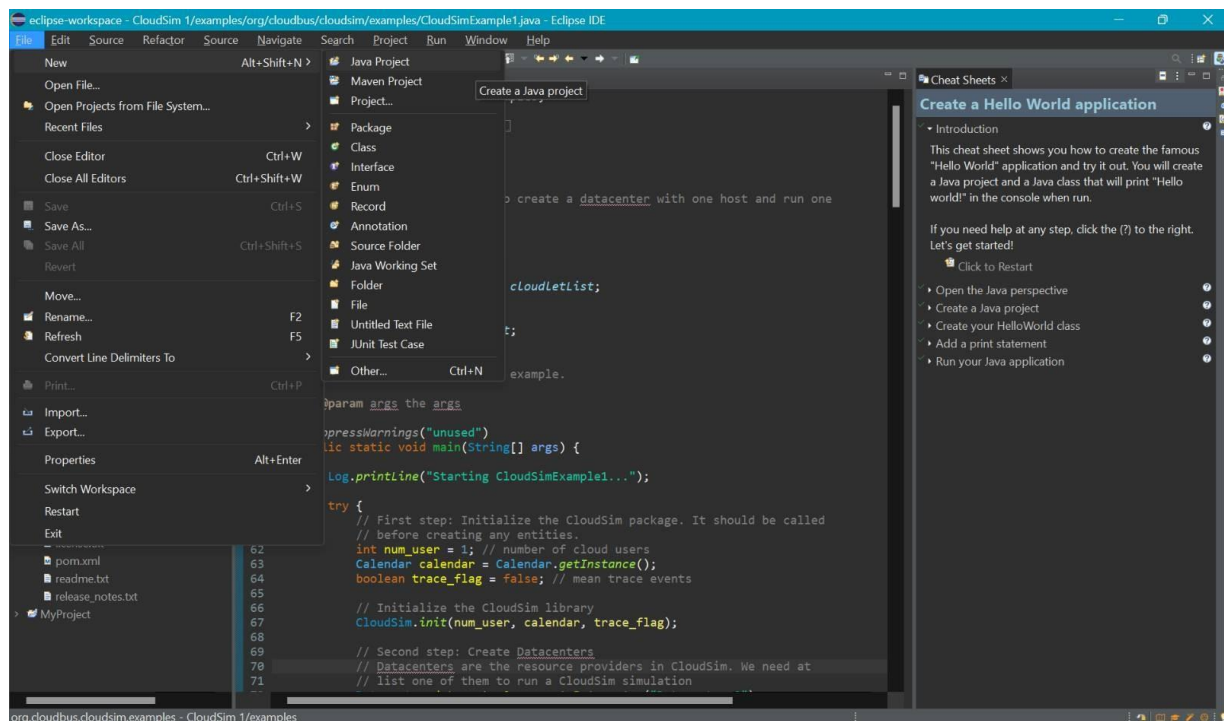 eclipse-workspace - CloudSim 1/examples/org/cloudbus/cloudsim/examples/CloudSimExample1.java - Eclipse IDE
File Edit Source Refactor Source Navigate Search Project Run Window Help
New Alt+Shift+N >
Open File...
Open Projects from File System...
Recent Files >
Close Editor Ctrl+W
Close All Editors Ctrl+Shift+W
Save Ctrl+S
Save As...
Save All Ctrl+Shift+S
Revert
Move...
Rename... F2
Refresh F5
Convert Line Delimiters To >
Print... Ctrl+P
Import...
Export...
Properties Alt+Enter
Switch Workspace >
Restart
Exit
pom.xml
readme.txt
release_notes.txt
MyProject
Java Project
Maven Project
Project...
Create a Java project
Package
Class
Interface
Enum
Record
Annotation
Source Folder
Java Working Set
Folder
File
Untitled Text File
JUnit Test Case
Other... Ctrl+N
create a datacenter with one host and run one
cloudletList;
t;
example.
@param args the args
ppressWarnings("unused")
lic static void main(String[] args) {
Log.printLine("Starting CloudSimExample1...");
try {
// First step: Initialize the CloudSim package. It should be called
// before creating any entities.
62 int num_user = 1; // number of cloud users
63 Calendar calendar = Calendar.getInstance();
64 boolean trace_flag = false; // mean trace events
65
66 // Initialize the CloudSim library
67 CloudSim.init(num_user, calendar, trace_flag);
68
69 // Second step: Create Datacenters
70 // Datacenters are the resource providers in CloudSim. We need at
71 // list one of them to run a CloudSim simulation
Cheat Sheets
Create a Hello World application
Introduction
This cheat sheet shows you how to create the famous
"Hello World" application and try it out. You will create
a Java project and a Java class that will print "Hello
world!" in the console when run.
If you need help at any step, click the (?) to the right.
Let's get started!
Click to Restart
Open the Java perspective
Create a Java project
Create your HelloWorld class
Add a print statement
Run your Java application
org.cloudbus.cloudsim.examples - CloudSim 1/examples